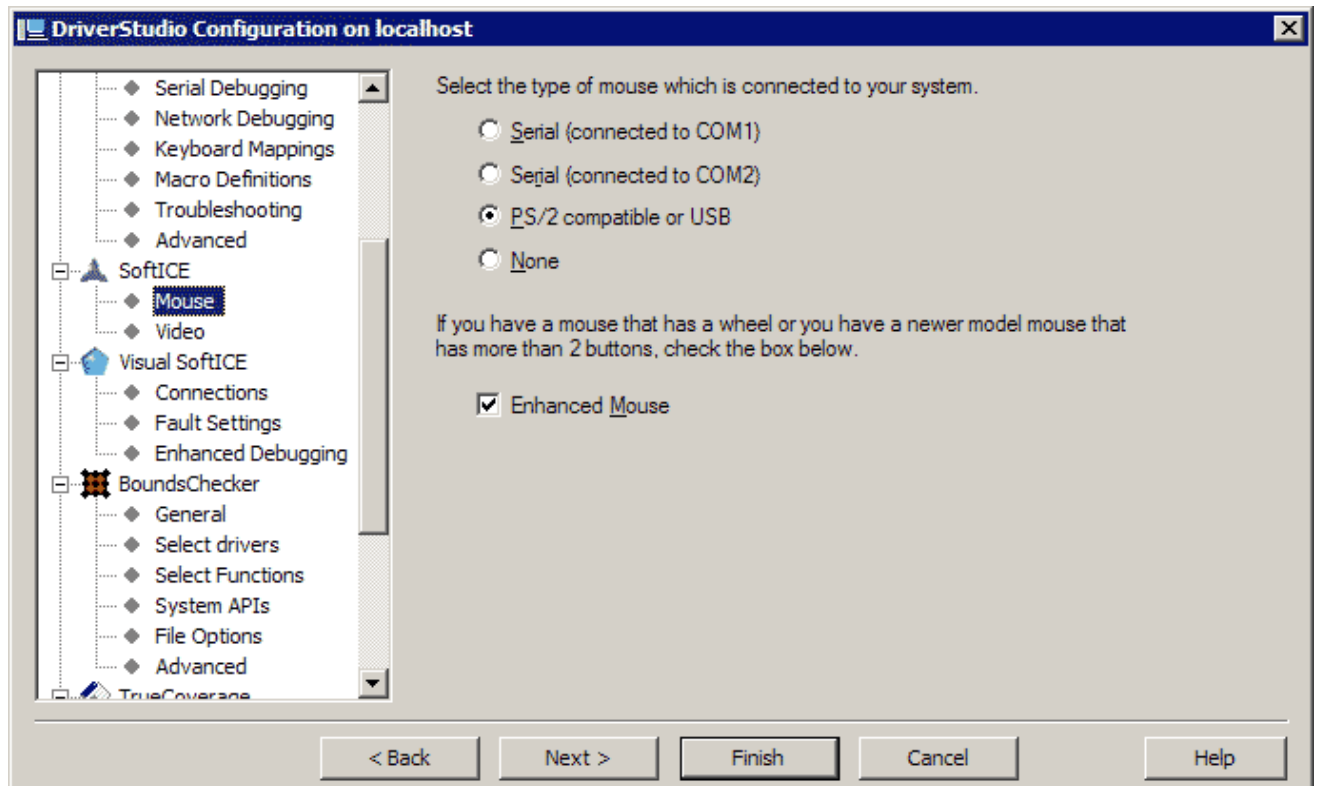 DriverStudio Configuration on localhost
Serial Debugging
Network Debugging
Keyboard Mappings
Macro Definitions
Troubleshooting
Advanced
SoftICE
Mouse
Video
Visual SoftICE
Connections
Fault Settings
Enhanced Debugging
BoundsChecker
General
Select drivers
Select Functions
System APIs
File Options
Advanced
TrueCoverage
Select the type of mouse which is connected to your system.
Serial (connected to COM1)
Serial (connected to COM2)
PS/2 compatible or USB
None
If you have a mouse that has a wheel or you have a newer model mouse that
has more than 2 buttons, check the box below.
Enhanced Mouse
< Back
Next >
Finish
Cancel
Help